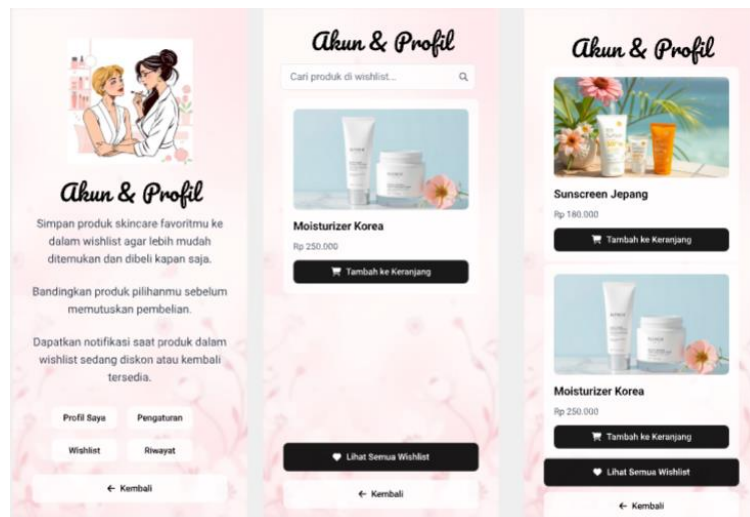 Akun & Profil
Simpan produk skincare favoritmu ke
dalam wishlist agar lebih mudah
ditemukan dan dibeli kapan saja.
Bandingkan produk pilihanmu sebelum
memutuskan pembelian.
Dapatkan notifikasi saat produk dalam
wishlist sedang diskon atau kembali
tersedia.
Profil Saya
Pengaturan
Wishlist
Riwayat
← Kembali
Akun & Profil
Cari produk di wishlist...
Moisturizer Korea
Rp 250.000
Tambah ke Keranjang
Lihat Semua Wishlist
← Kembali
Akun & Profil
Sunscreen Jepang
Rp 180.000
Tambah ke Keranjang
Moisturizer Korea
Rp 250.000
Tambah ke Keranjang
Lihat Semua Wishlist
← Kembali